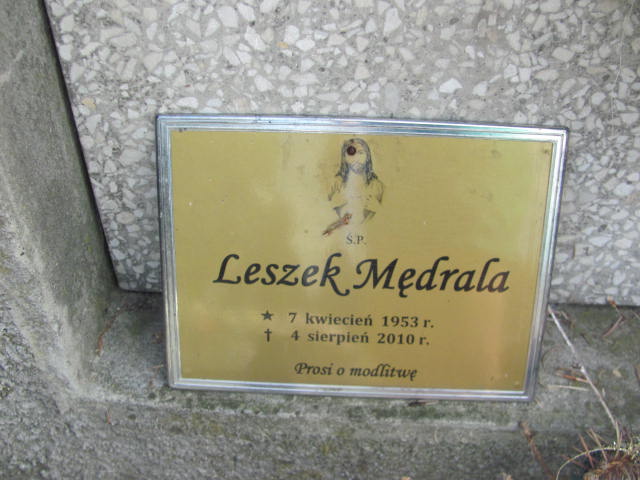 Ś.P.
Leszek Mędrala
★ 7 kwiecień 1953 r.
† 4 sierpień 2010 r.
Prosi o modlitwę